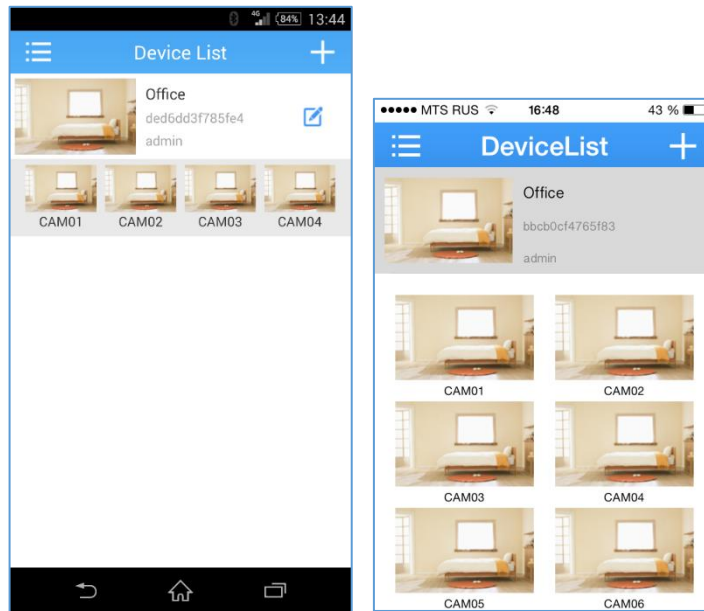 4G 84% 13:44
Device List
Office
ded6dd3f785fe4
admin
CAM01 CAM02 CAM03 CAM04
MTS RUS 16:48 43 %
DeviceList
Office
bbcb0cf4765f83
admin
CAM01 CAM02
CAM03 CAM04
CAM05 CAM06